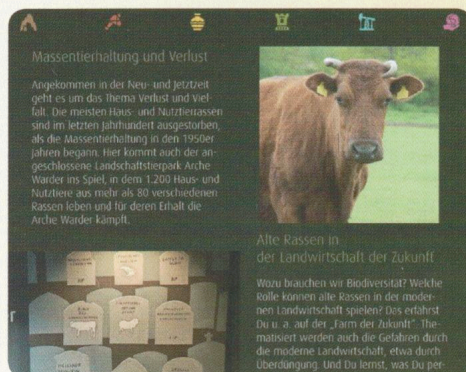 Massentierhaltung und Verlust
Angekommen in der Neu- und Jetztzeit
geht es um das Thema Verlust und Viel-
falt. Die meisten Haus- und Nutztierrassen
sind im letzten Jahrhundert ausgestorben,
als die Massentierhaltung in den 1950er
Jahren begann. Hier kommt auch der an-
geschlossene Landschaftstierpark Arche
Warder ins Spiel, in dem 1.200 Haus- und
Nutztiere aus mehr als 80 verschiedenen
Rassen leben und für deren Erhalt die
Arche Warder kämpft.
Alte Rassen in
der Landwirtschaft der Zukunft
Wozu brauchen wir Biodiversität? Welche
Rolle können alte Rassen in der moder-
nen Landwirtschaft spielen? Das erfährst
Du u. a. auf der „Farm der Zukunft“. The-
matisiert werden auch die Gefahren durch
die moderne Landwirtschaft, etwa durch
Überdüngung. Und Du lernst, was Du per-